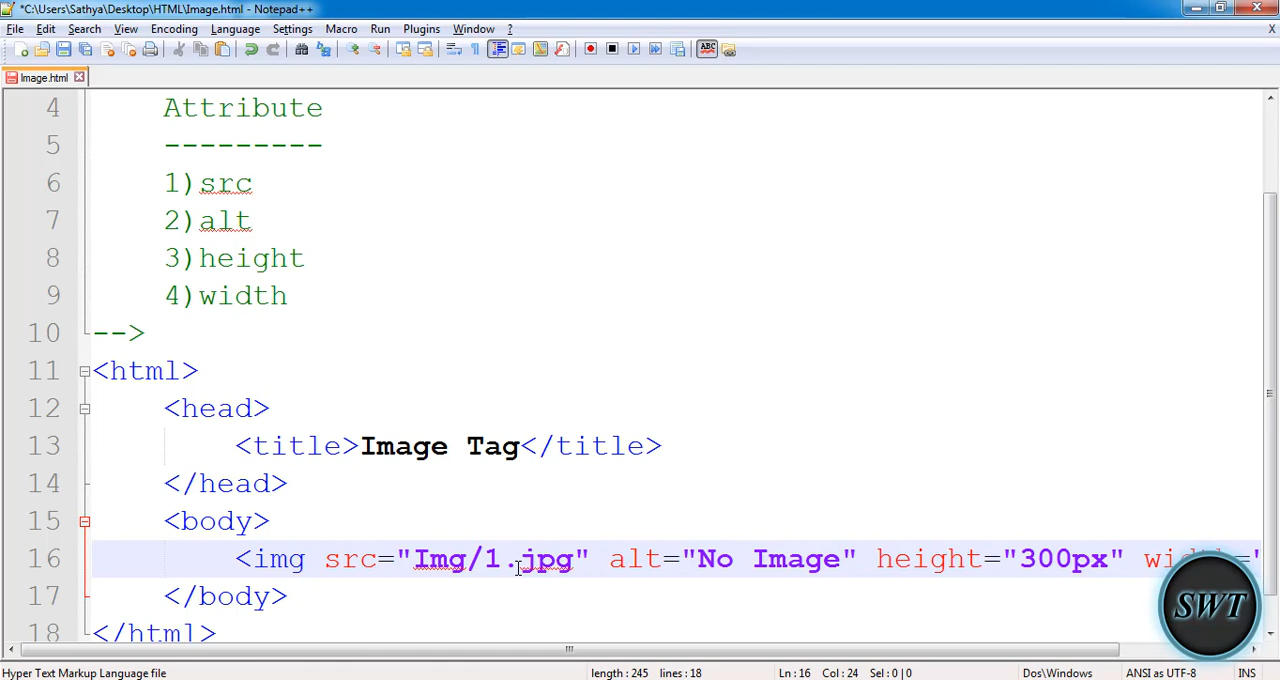 *C:\Users\Sathya\Desktop\HTML\Image.html - Notepad++
File Edit Search View Encoding Language Settings Macro Run Plugins Window ? X
ABC
Image.html
4 Attribute
5 ---------
6 1)src
7 2)alt
8 3)height
9 4)width
10 -->
11 <html>
12 <head>
13 <title>Image Tag</title>
14 </head>
15 <body>
16 <img src="Img/1.jpg" alt="No Image" height="300px" width="
17 </body>
18 </html>
SWT
Hyper Text Markup Language file length : 245 lines : 18 Ln : 16 Col : 24 Sel : 0 | 0 Dos\Windows ANSI as UTF-8 INS